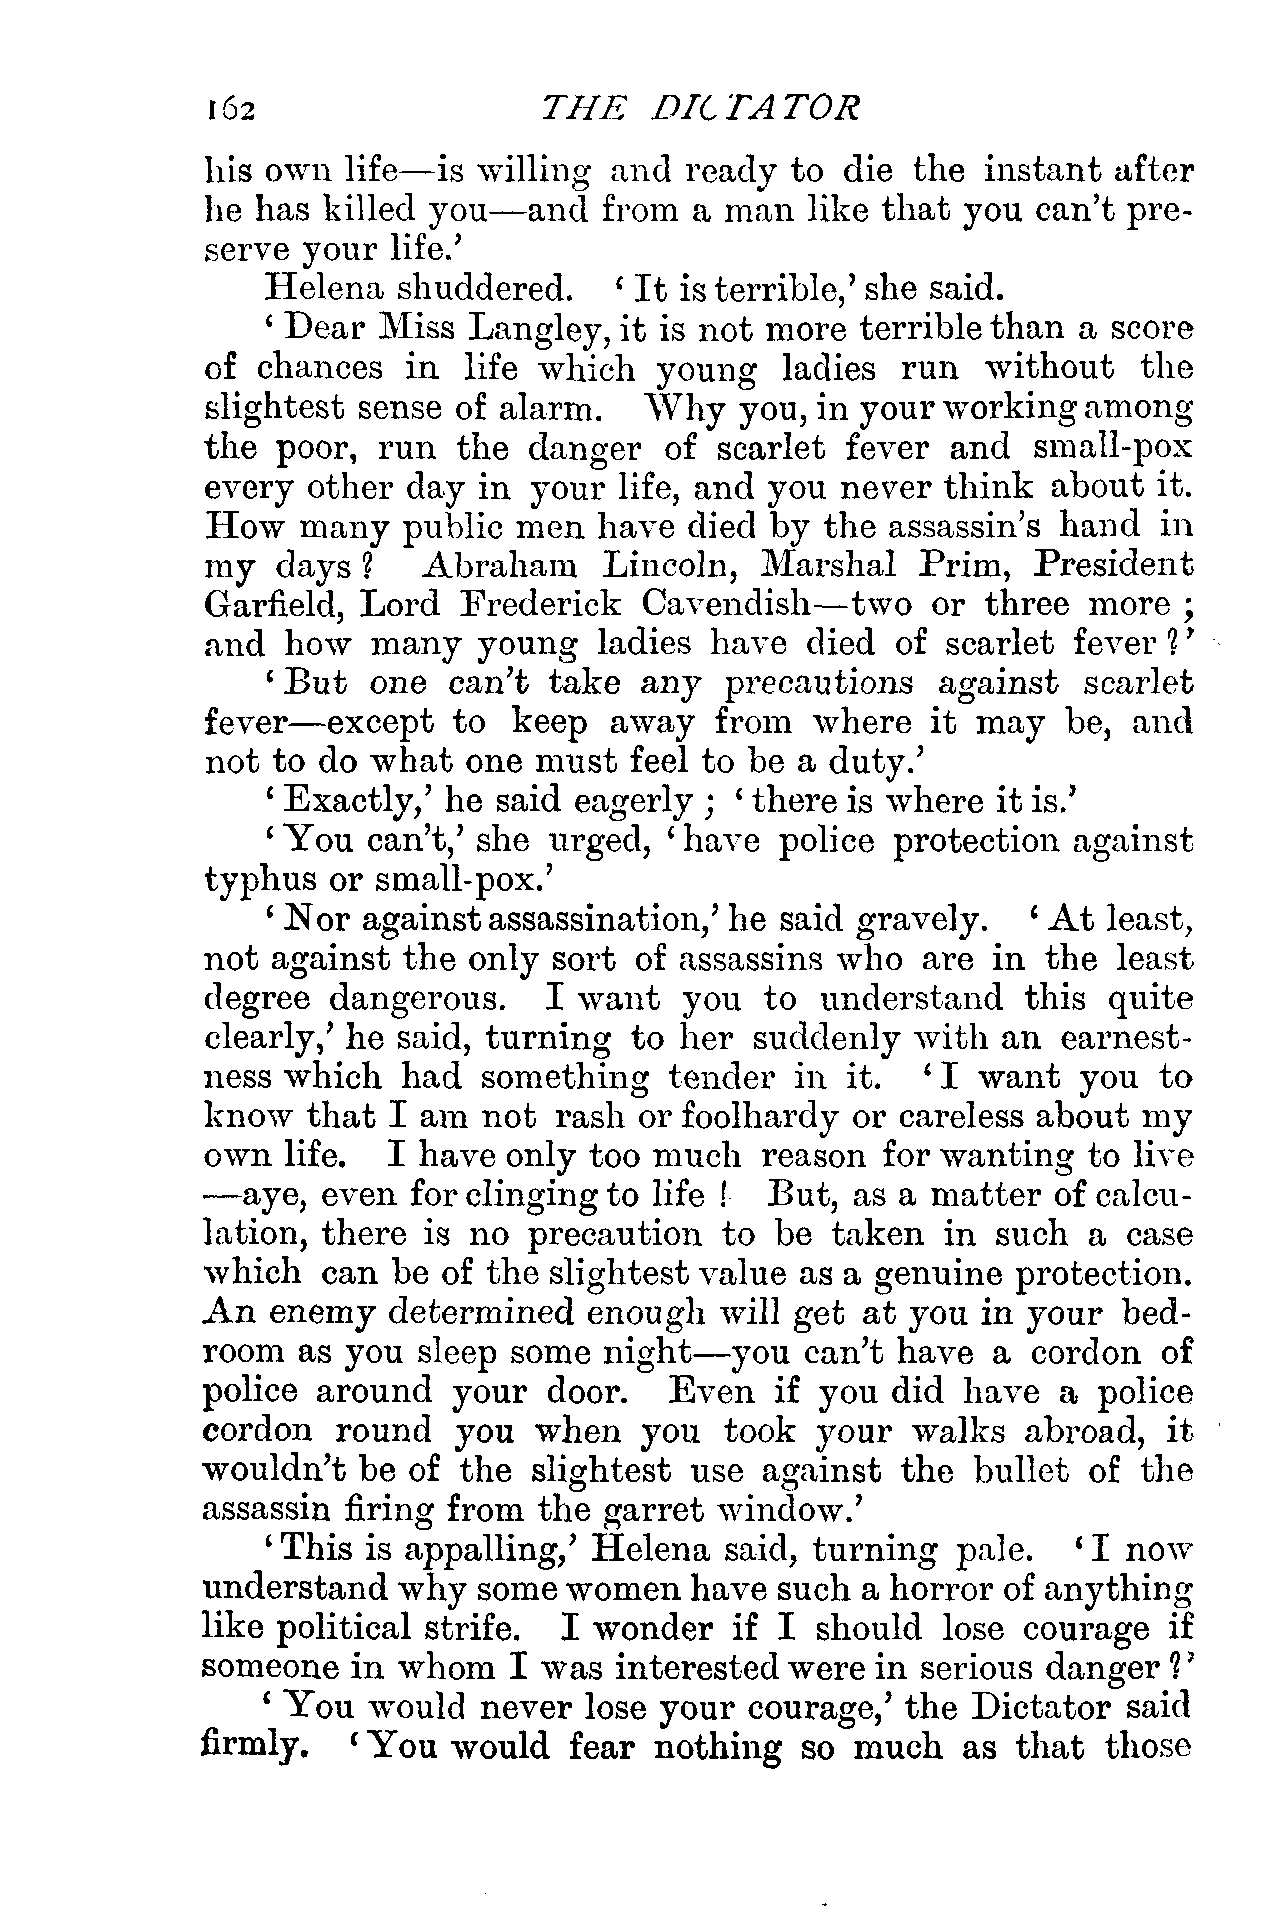 162 THE DICTATOR
his own life—is willing and ready to die the instant after
he has killed you—and from a man like that you can't pre-
serve your life.'
Helena shuddered. 'It is terrible,' she said.
'Dear Miss Langley, it is not more terrible than a score
of chances in life which young ladies run without the
slightest sense of alarm. Why you, in your working among
the poor, run the danger of scarlet fever and small-pox
every other day in your life, and you never think about it.
How many public men have died by the assassin's hand in
my days? Abraham Lincoln, Marshal Prim, President
Garfield, Lord Frederick Cavendish—two or three more;
and how many young ladies have died of scarlet fever?'
'But one can't take any precautions against scarlet
fever—except to keep away from where it may be, and
not to do what one must feel to be a duty.'
'Exactly,' he said eagerly; 'there is where it is.'
'You can't,' she urged, 'have police protection against
typhus or small-pox.'
'Nor against assassination,' he said gravely. 'At least,
not against the only sort of assassins who are in the least
degree dangerous. I want you to understand this quite
clearly,' he said, turning to her suddenly with an earnest-
ness which had something tender in it. 'I want you to
know that I am not rash or foolhardy or careless about my
own life. I have only too much reason for wanting to live
—aye, even for clinging to life! But, as a matter of calcu-
lation, there is no precaution to be taken in such a case
which can be of the slightest value as a genuine protection.
An enemy determined enough will get at you in your bed-
room as you sleep some night—you can't have a cordon of
police around your door. Even if you did have a police
cordon round you when you took your walks abroad, it
wouldn't be of the slightest use against the bullet of the
assassin firing from the garret window.'
'This is appalling,' Helena said, turning pale. 'I now
understand why some women have such a horror of anything
like political strife. I wonder if I should lose courage if
someone in whom I was interested were in serious danger?'
'You would never lose your courage,' the Dictator said
firmly. 'You would fear nothing so much as that those